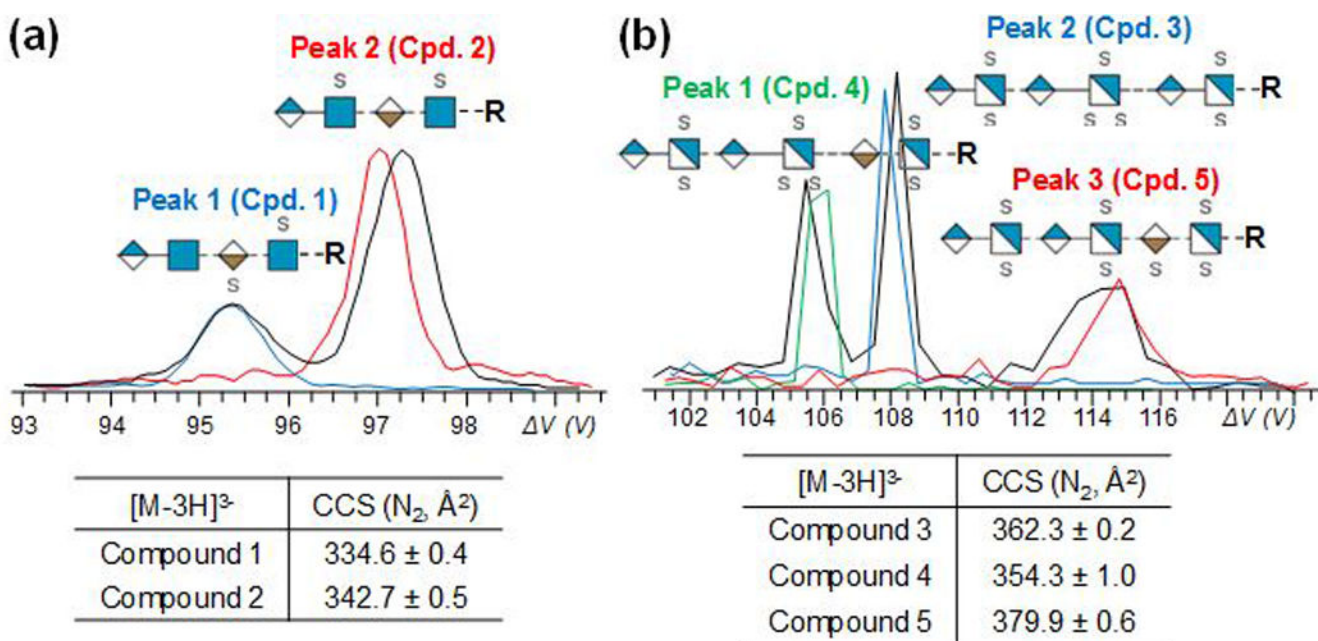 (a)
Peak 2 (Cpd. 2)
S S
--R
Peak 1 (Cpd. 1)
S
--R
S
93 94 95 96 97 98 ΔV (V)
[M-3H]³⁻ CCS (N₂, Å²)
Compound 1 334.6 ± 0.4
Compound 2 342.7 ± 0.5
(b)
Peak 2 (Cpd. 3)
S S S
--R
S S S S
Peak 1 (Cpd. 4)
S S S
--R
S S S S
Peak 3 (Cpd. 5)
S S S
--R
S S S S
102 104 106 108 110 112 114 116 ΔV (V)
[M-3H]³⁻ CCS (N₂, Å²)
Compound 3 362.3 ± 0.2
Compound 4 354.3 ± 1.0
Compound 5 379.9 ± 0.6